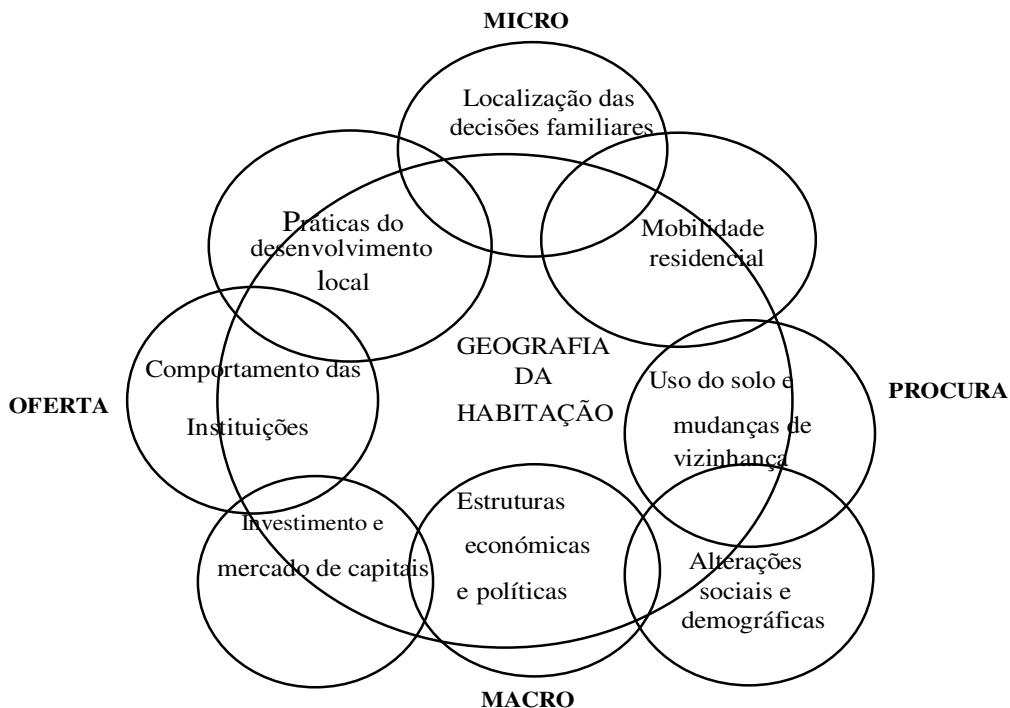 MICRO
Localização das
decisões familiares
Práticas do
desenvolvimento
local
Mobilidade
residencial
GEOGRAFIA
DA
HABITAÇÃO
Comportamento das
Instituições
OFERTA
Uso do solo e
mudanças de
vizinhança
PROCURA
Investimento e
mercado de capitais
Estruturas
económicas
e políticas
Alterações
sociais e
demográficas
MACRO